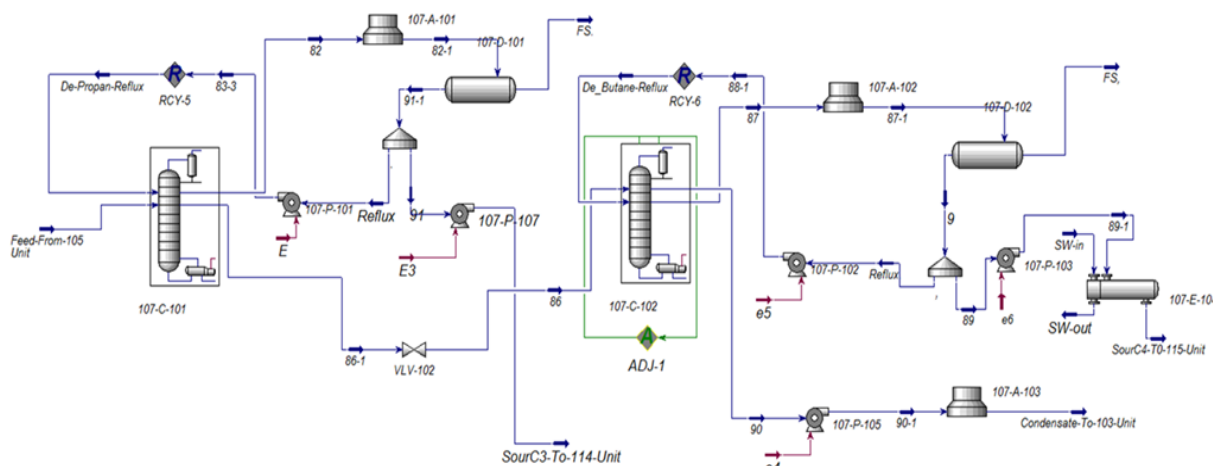 107-A-101
FS.
82
82-1
107-D-101
R
De-Propan-Reflux
83-3
RCY-5
91-1
107-A-102
FS,
R
De_Butane-Reflux
88-1
RCY-6
87
87-1
107-D-102
107-P-101
Reflux
91
107-P-107
Feed-From-105
Unit
E
E3
107-C-101
9
SW-in
89-1
107-P-102
Reflux
107-P-103
e5
89
e6
SW-out
SourC4-T0-115-Unit
86
107-C-102
86-1
VLV-102
A
ADJ-1
107-A-103
90
107-P-105
90-1
Condensate-To-103-Unit
SourC3-To-114-Unit